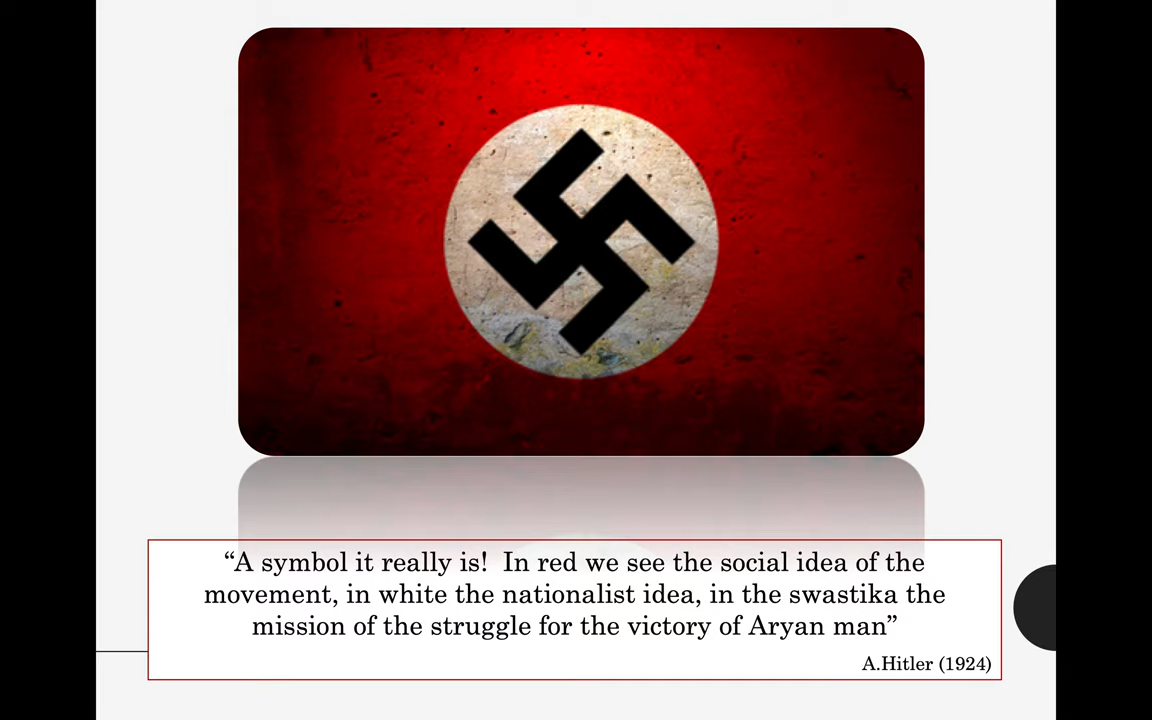 “A symbol it really is!  In red we see the social idea of the
movement, in white the nationalist idea, in the swastika the
mission of the struggle for the victory of Aryan man”
A.Hitler (1924)